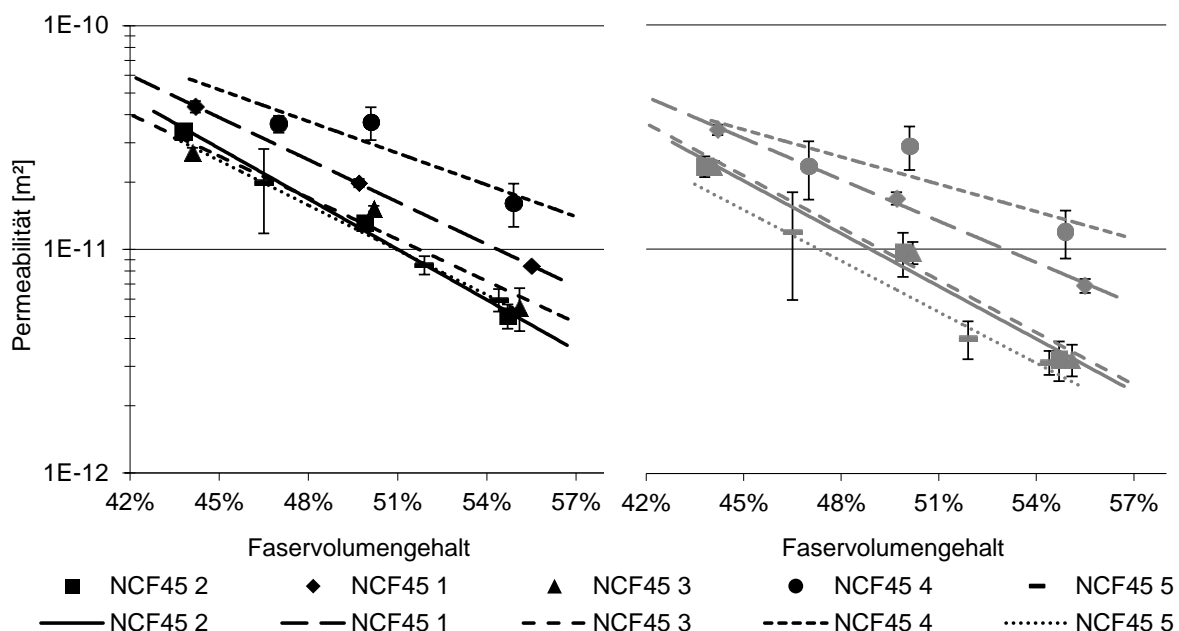 1E-10
1E-11
1E-12
Permeabilität [m²]
42% 45% 48% 51% 54% 57%
42% 45% 48% 51% 54% 57%
Faservolumengehalt
Faservolumengehalt
NCF45 2 NCF45 1 NCF45 3 NCF45 4 NCF45 5
NCF45 2 NCF45 1 NCF45 3 NCF45 4 NCF45 5